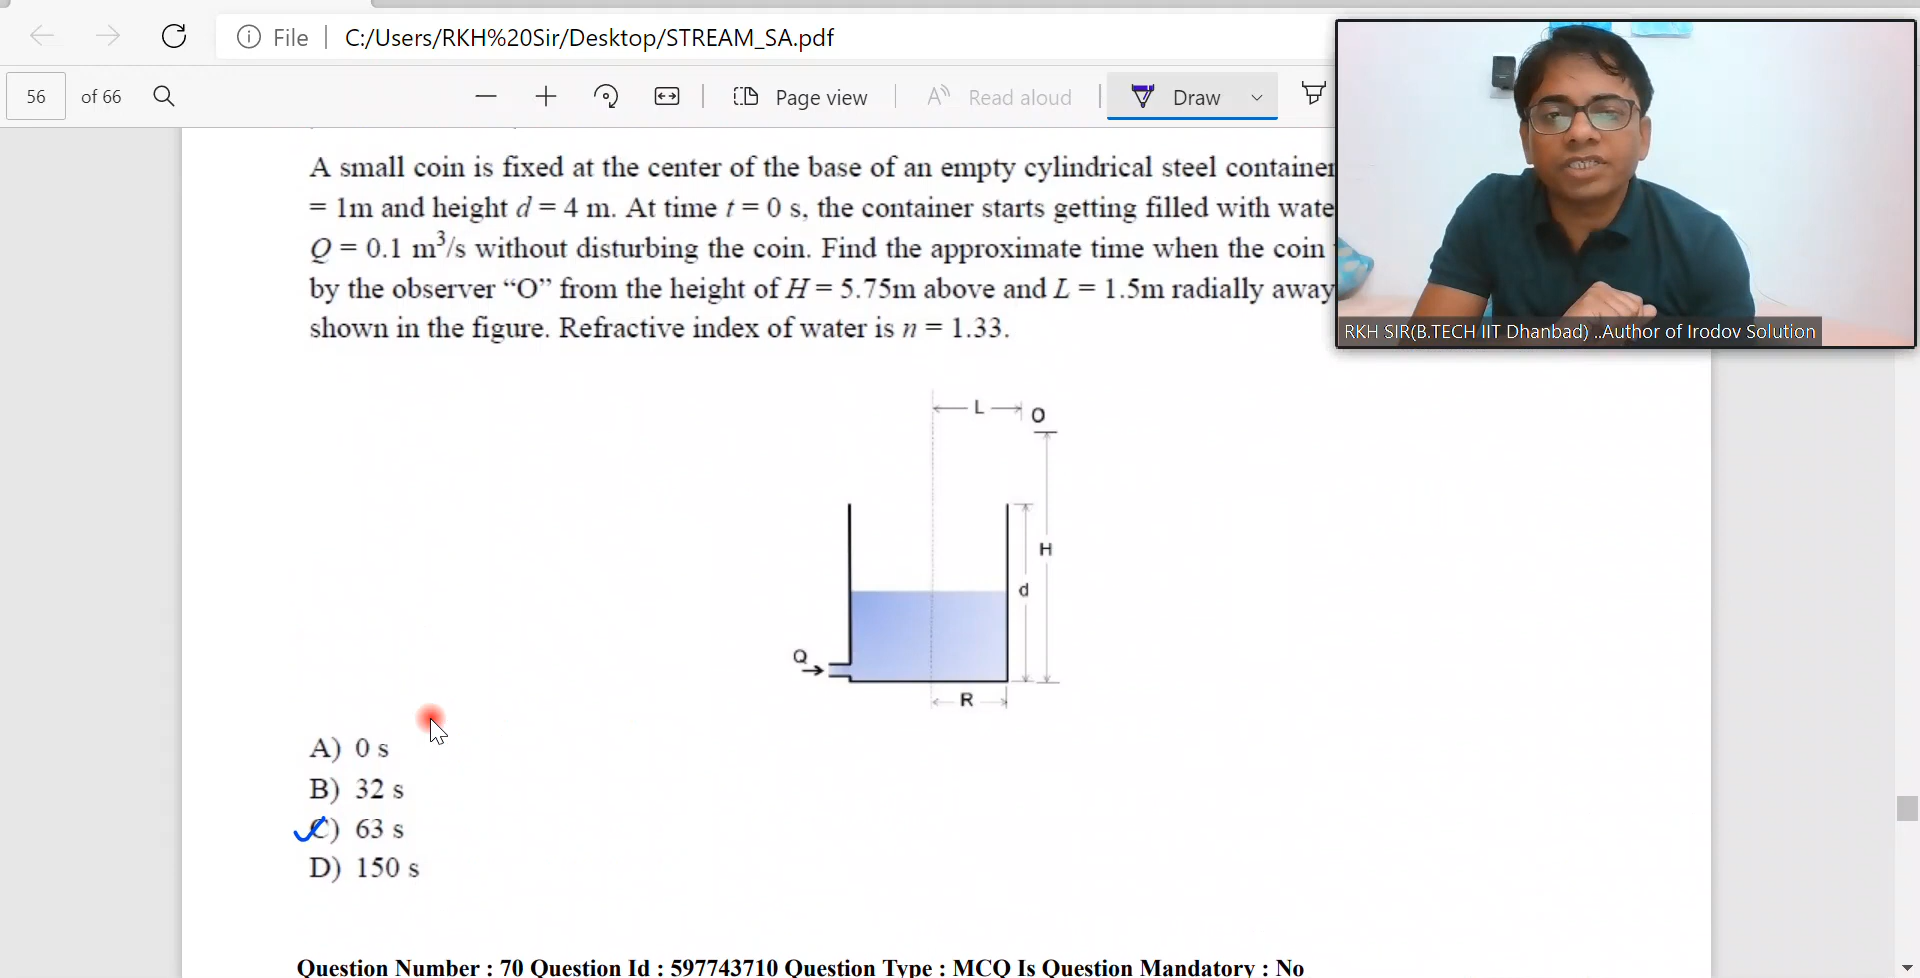 File | C:/Users/RKH%20Sir/Desktop/STREAM_SA.pdf
56 of 66 Page view Read aloud Draw
A small coin is fixed at the center of the base of an empty cylindrical steel container
= 1m and height d = 4 m. At time t = 0 s, the container starts getting filled with wate
Q = 0.1 m³/s without disturbing the coin. Find the approximate time when the coin
by the observer “O” from the height of H = 5.75m above and L = 1.5m radially away
shown in the figure. Refractive index of water is n = 1.33.
RKH SIR(B.TECH IIT Dhanbad) ..Author of Irodov Solution
L
O
H
d
Q
R
A) 0 s
B) 32 s
C) 63 s
D) 150 s
Question Number : 70 Question Id : 597743710 Question Type : MCQ Is Question Mandatory : No